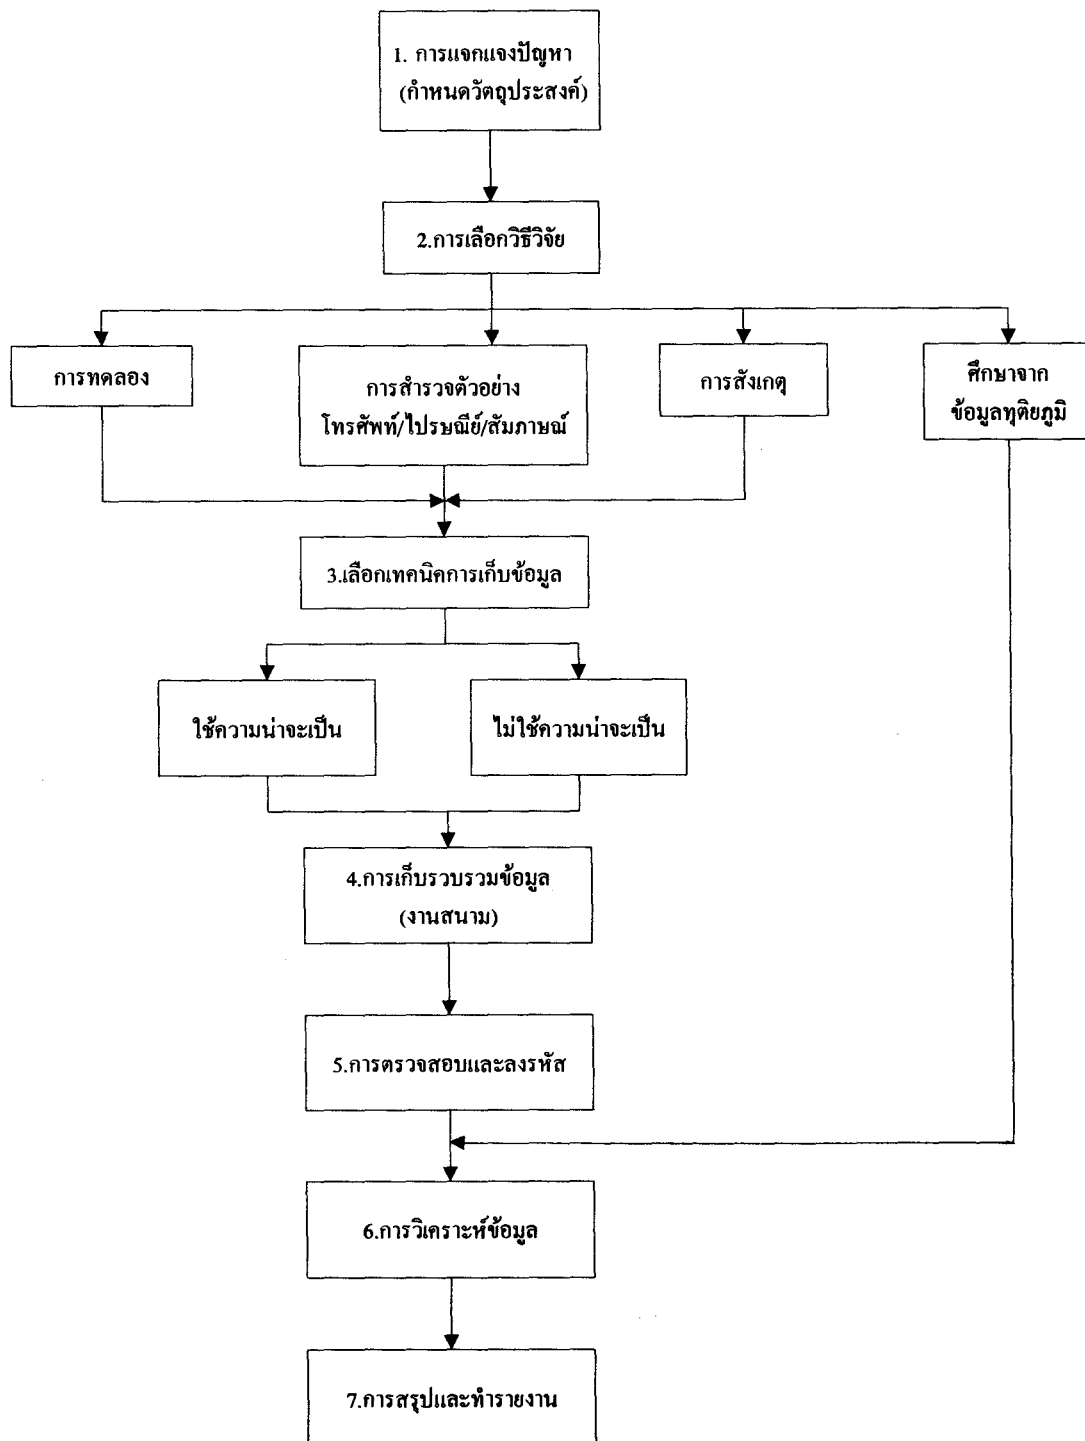 1. การแจกแจงปัญหา
(กำหนดวัตถุประสงค์)
2.การเลือกวิธีวิจัย
การทดลอง
การสำรวจตัวอย่าง
โทรศัพท์/ไปรษณีย์/สัมภาษณ์
การสังเกตุ
ศึกษาจาก
ข้อมูลทุติยภูมิ
3.เลือกเทคนิคการเก็บข้อมูล
ใช้ความน่าจะเป็น
ไม่ใช้ความน่าจะเป็น
4.การเก็บรวบรวมข้อมูล
(งานสนาม)
5.การตรวจสอบและลงรหัส
6.การวิเคราะห์ข้อมูล
7.การสรุปและทำรายงาน